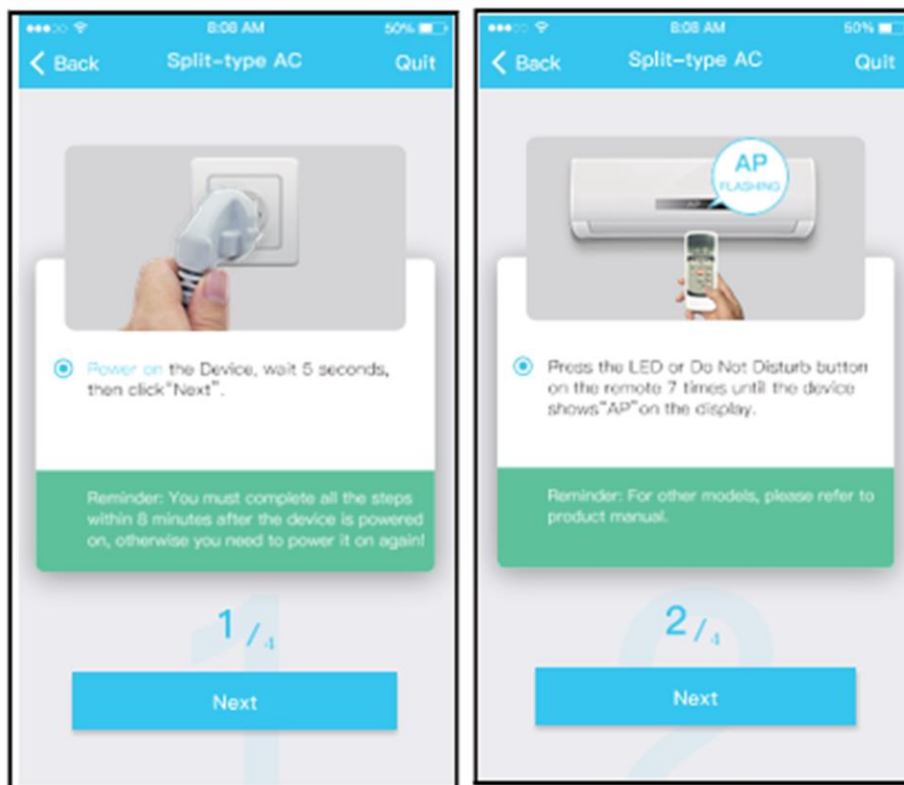 8:08 AM
50%
Back
Split-type AC
Quit
Power on the Device, wait 5 seconds,
then click"Next".
Reminder: You must complete all the steps
within 8 minutes after the device is powered
on, otherwise you need to power it on again!
1/4
Next
8:08 AM
50%
Back
Split-type AC
Quit
AP
FLASHING
AP
Press the LED or Do Not Disturb button
on the remote 7 times until the device
shows"AP"on the display.
Reminder: For other models, please refer to
product manual.
2/4
Next